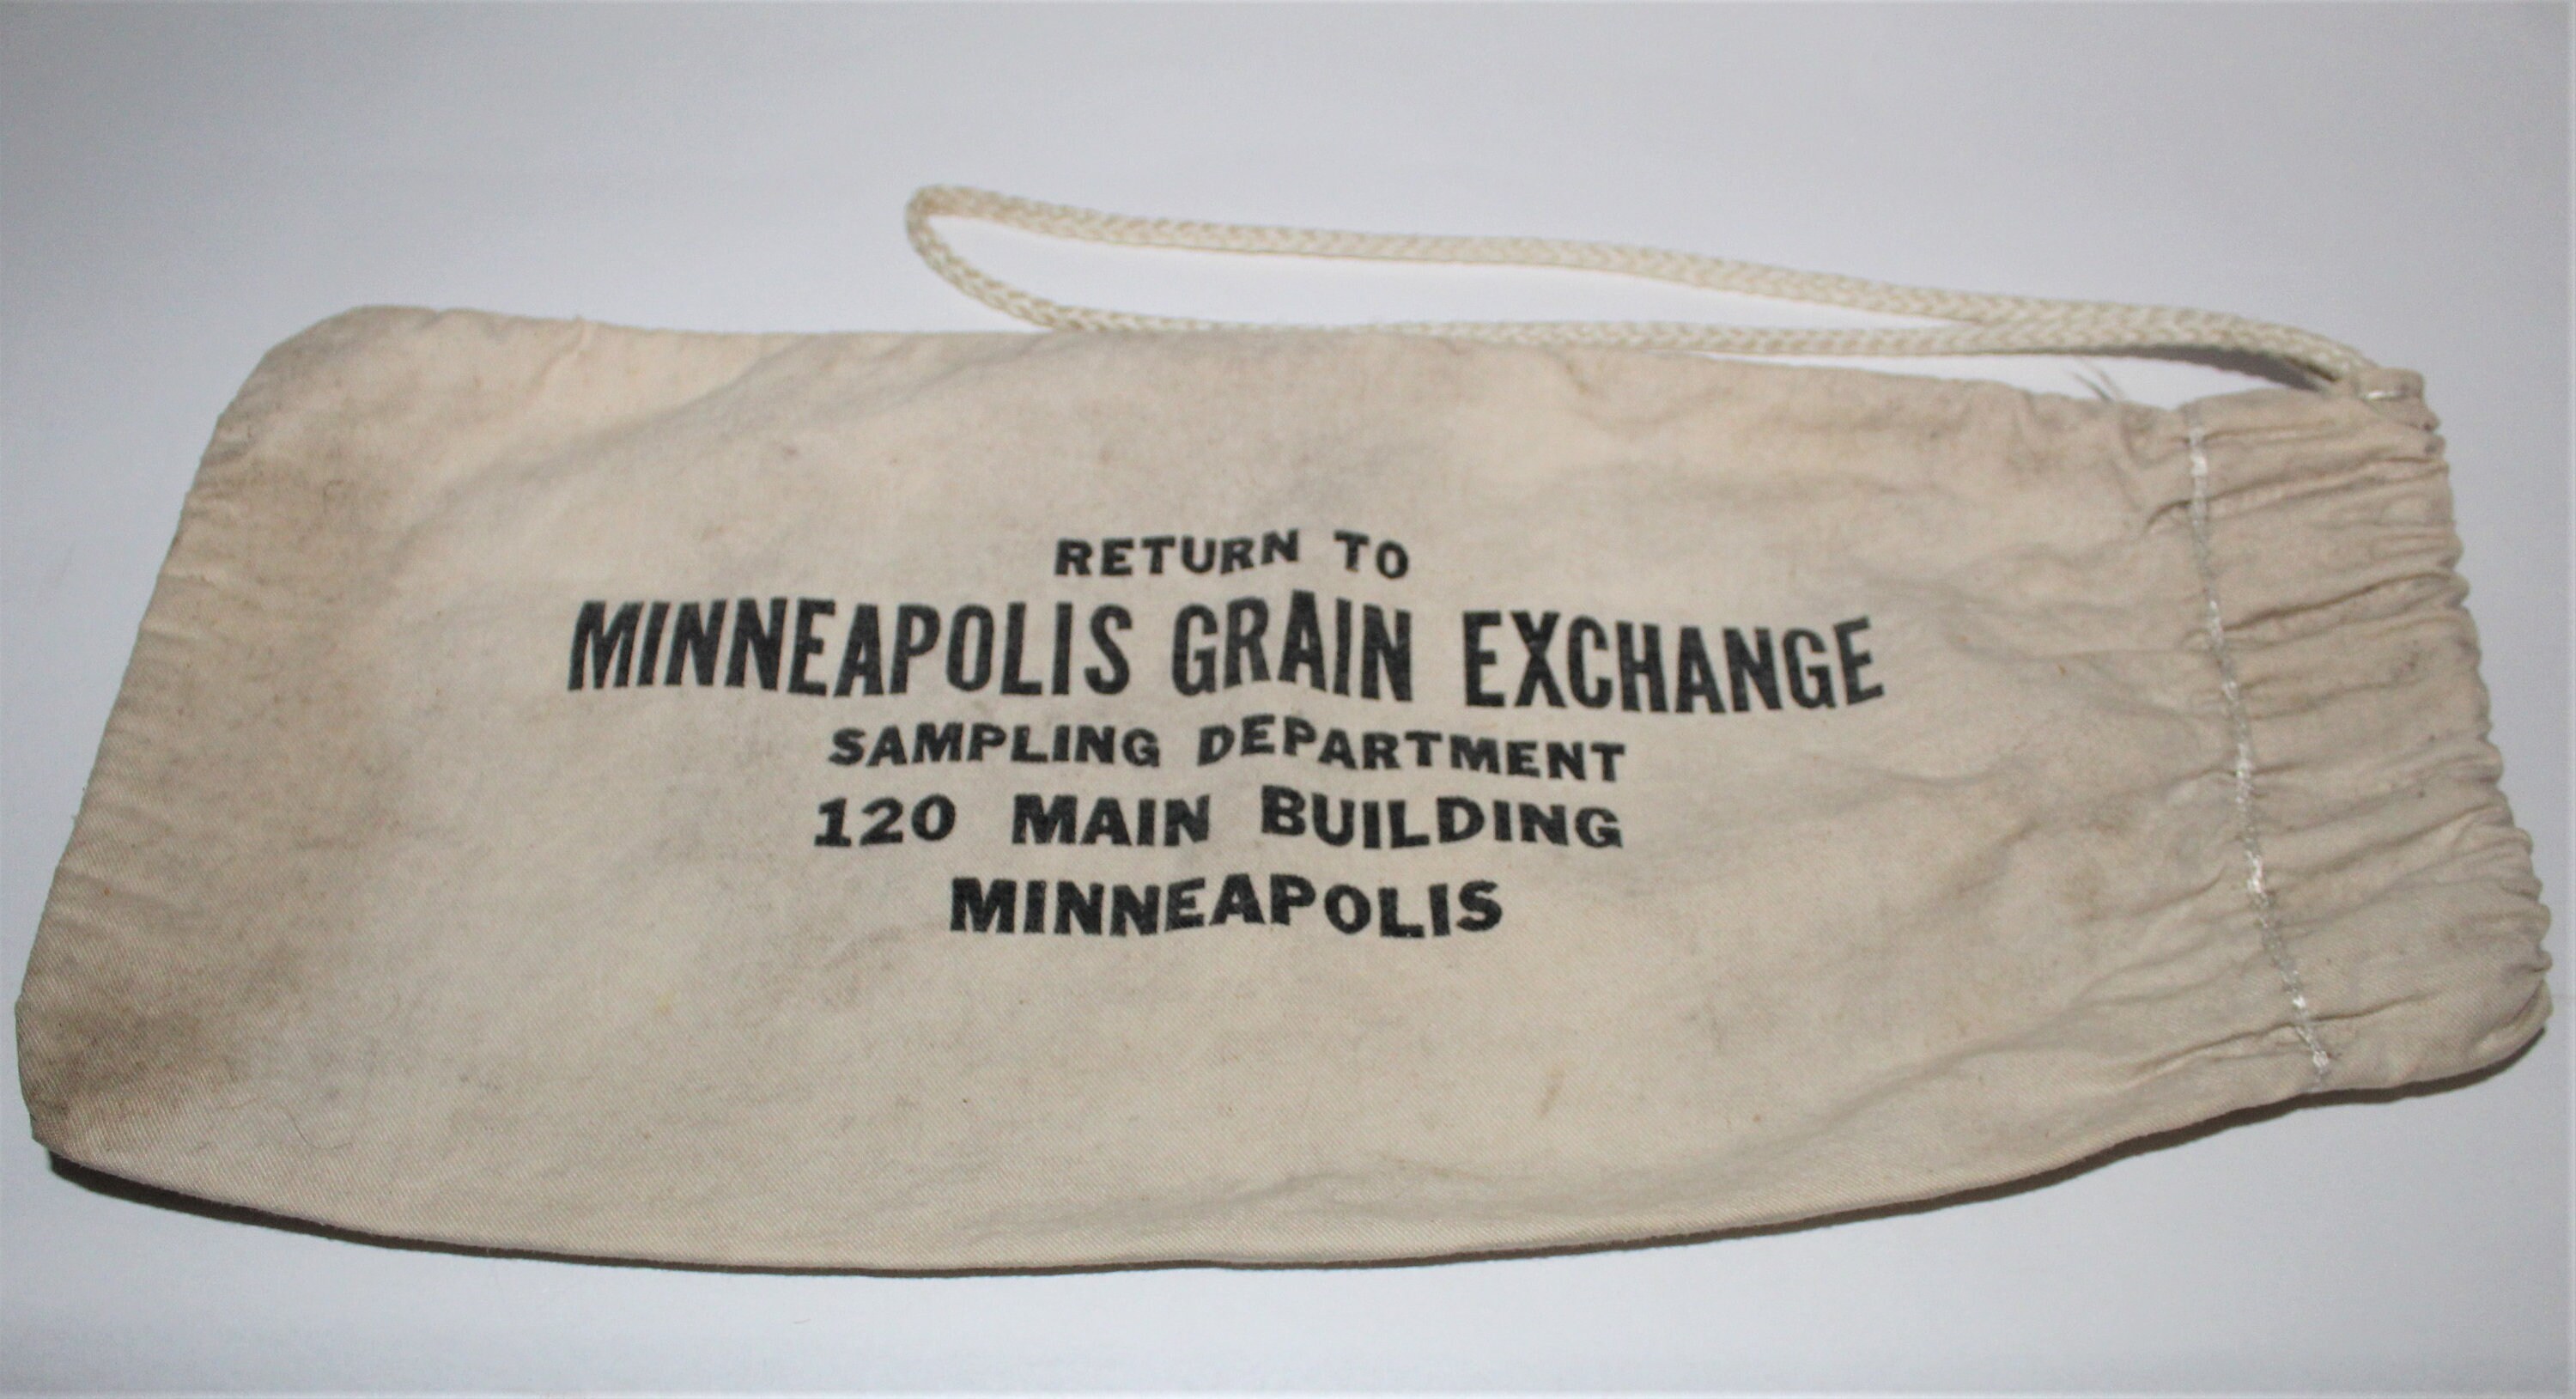 RETURN TO
MINNEAPOLIS GRAIN EXCHANGE
SAMPLING DEPARTMENT
120 MAIN BUILDING
MINNEAPOLIS